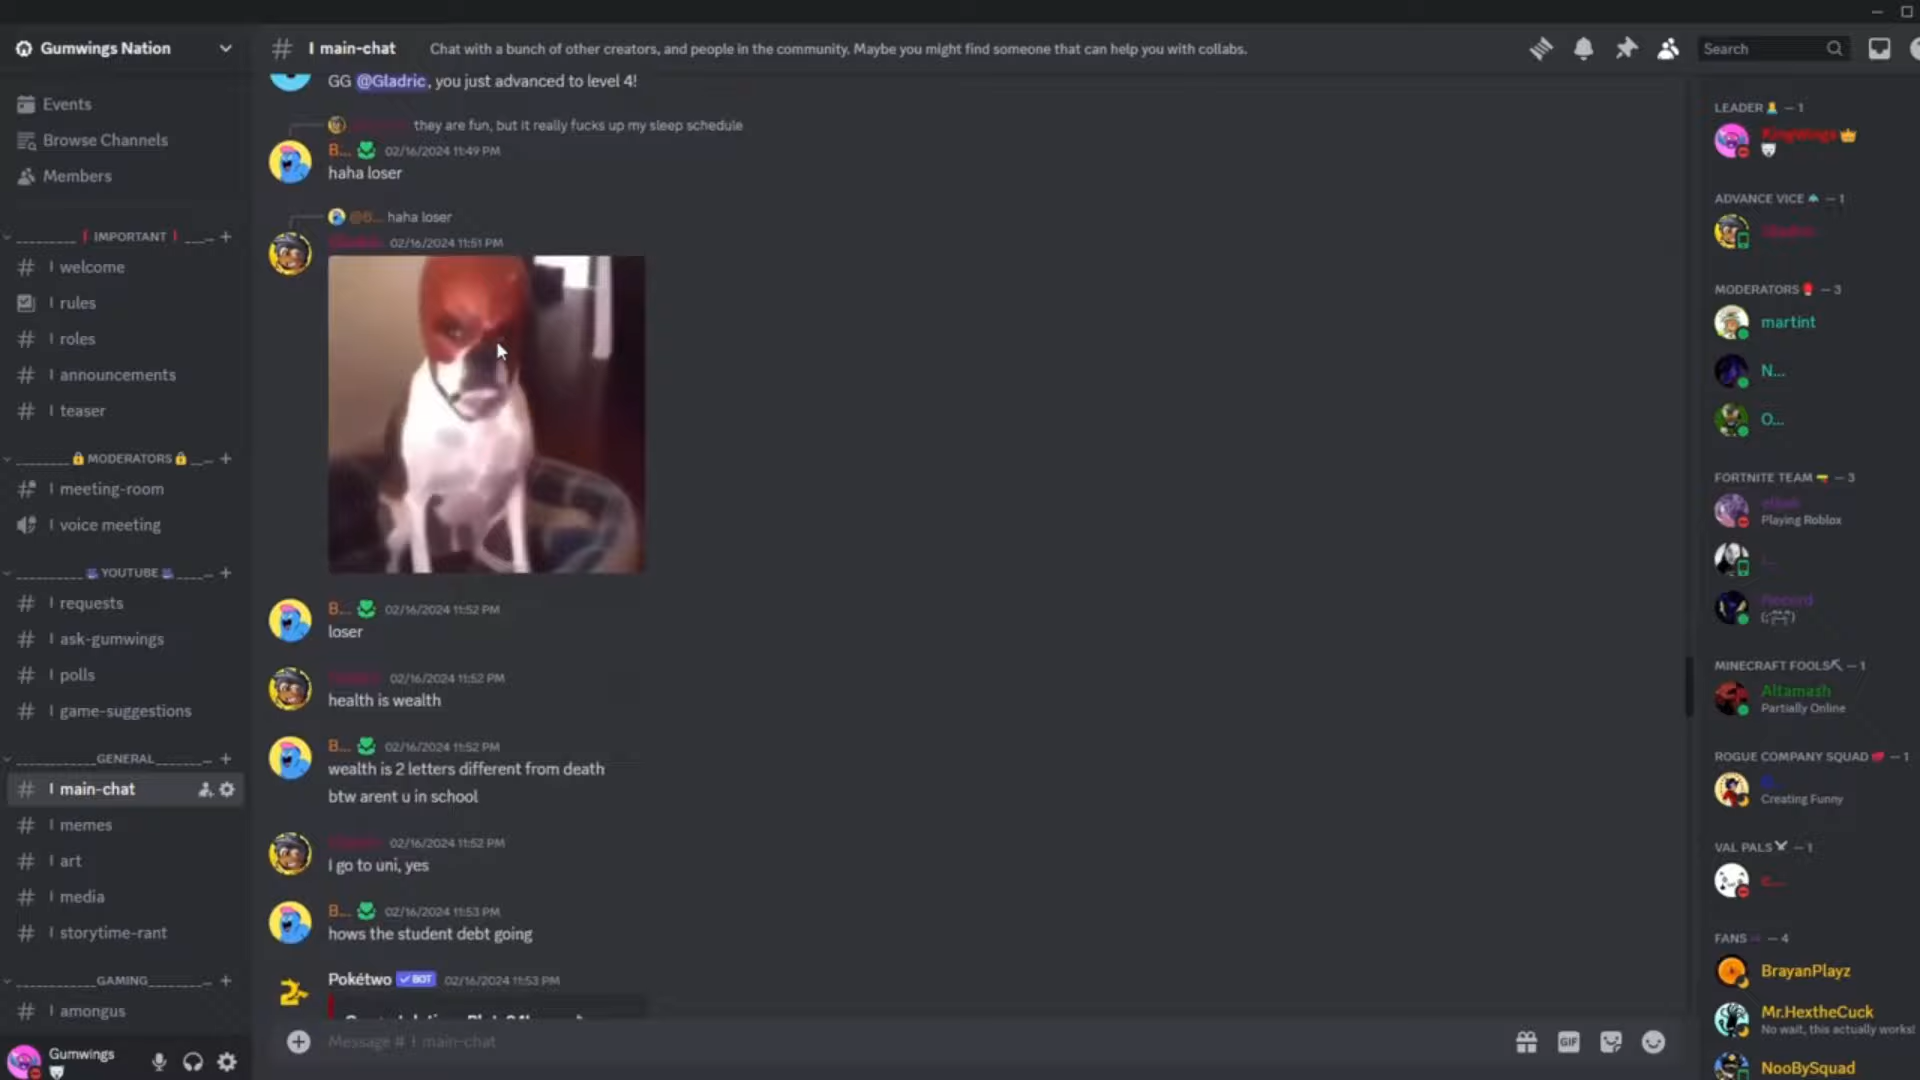 Gumwings Nation
Events
Browse Channels
Members
IMPORTANT
welcome
rules
roles
announcements
teaser
MODERATORS
meeting-room
voice meeting
YOUTUBE
requests
ask-gumwings
polls
game-suggestions
GENERAL
main-chat
memes
art
media
storytime-rant
GAMING
amongus
Gumwings
# main-chat Chat with a bunch of other creators, and people in the community. Maybe you might find someone that can help you with collabs.
Search
GG @Gladric, you just advanced to level 4!
they are fun, but it really fucks up my sleep schedule
B... 02/16/2024 11:49 PM
haha loser
@B... haha loser
02/16/2024 11:51 PM
B... 02/16/2024 11:52 PM
loser
02/16/2024 11:52 PM
health is wealth
B... 02/16/2024 11:52 PM
wealth is 2 letters different from death
btw arent u in school
02/16/2024 11:52 PM
I go to uni, yes
B... 02/16/2024 11:53 PM
hows the student debt going
Pokétwo BOT 02/16/2024 11:53 PM
Message # main-chat
GIF
LEADER — 1
KingWings
ADVANCE VICE — 1
Gladric
MODERATORS — 3
martint
N...
O...
FORTNITE TEAM — 3
Playing Roblox
Record
MINECRAFT FOOLS — 1
Altamash
Partially Online
ROGUE COMPANY SQUAD — 1
Creating Funny
VAL PALS — 1
FANS — 4
BrayanPlayz
Mr.HextheCuck
No wait, this actually works!
NooBySquad